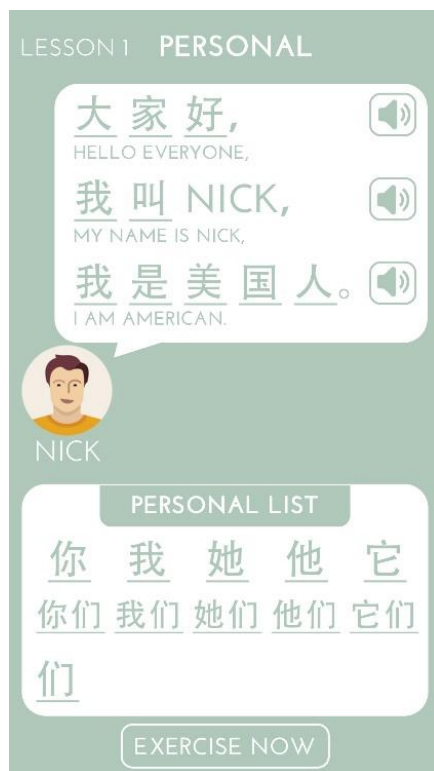 LESSON 1 PERSONAL
大家好,
HELLO EVERYONE,
我叫 NICK,
MY NAME IS NICK,
我是美国人。
I AM AMERICAN.
NICK
PERSONAL LIST
你 我 她 他 它
你们 我们 她们 他们 它们
们
EXERCISE NOW